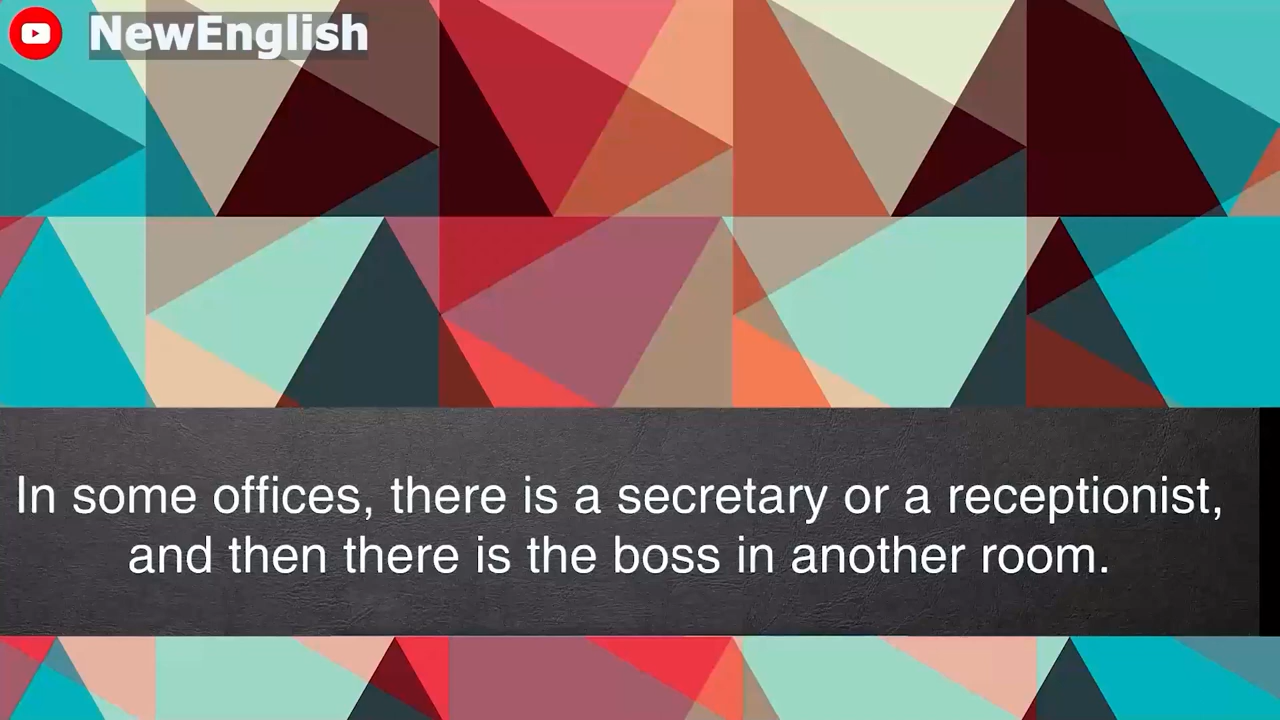 NewEnglish
In some offices, there is a secretary or a receptionist,
and then there is the boss in another room.